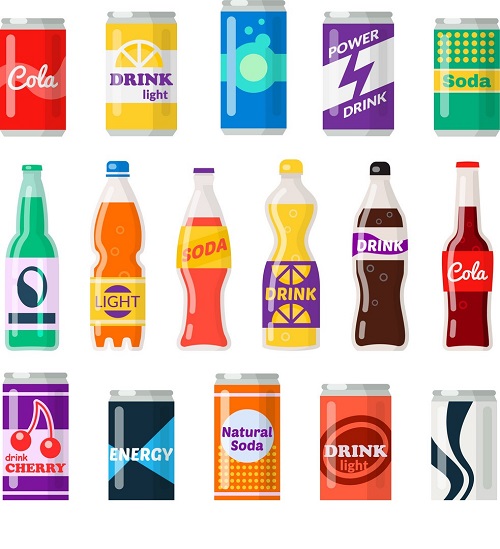 Cola
DRINK
light
POWER
DRINK
Soda
LIGHT
SODA
DRINK
DRINK
Cola
drink
CHERRY
ENERGY
Natural
Soda
DRINK
light